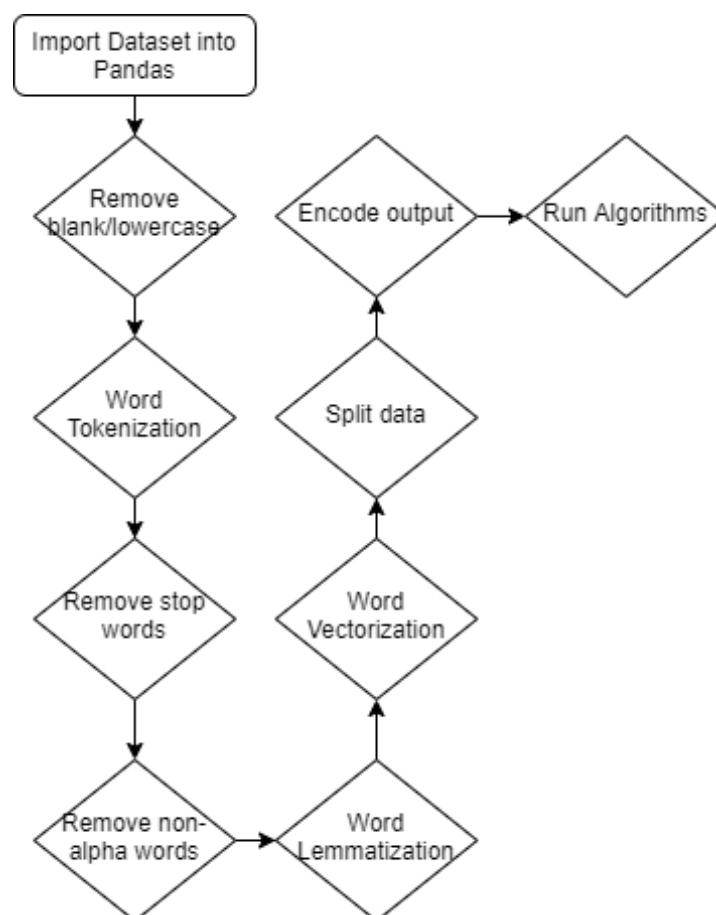 Import Dataset into
Pandas
Remove
blank/lowercase
Word
Tokenization
Remove stop
words
Remove non-
alpha words
Word
Lemmatization
Word
Vectorization
Split data
Encode output
Run Algorithms